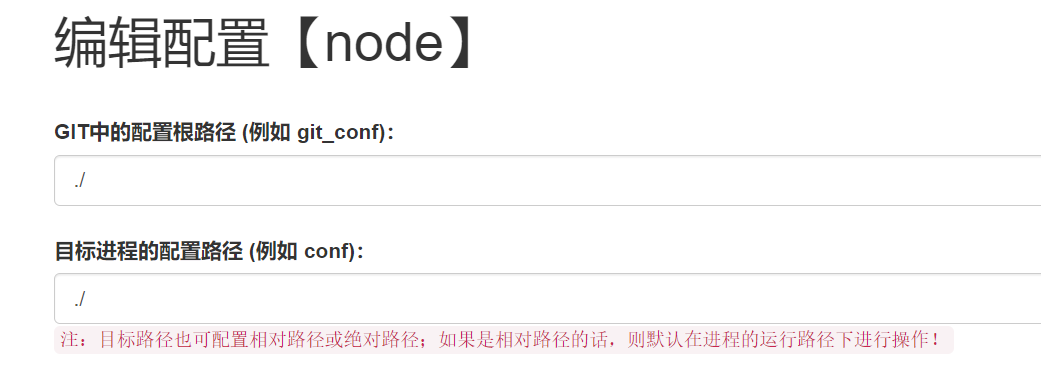 编辑配置【node】
GIT中的配置根路径 (例如 git_conf):
./
目标进程的配置路径 (例如 conf):
./
注：目标路径也可配置相对路径或绝对路径；如果是相对路径的话，则默认在进程的运行路径下进行操作！